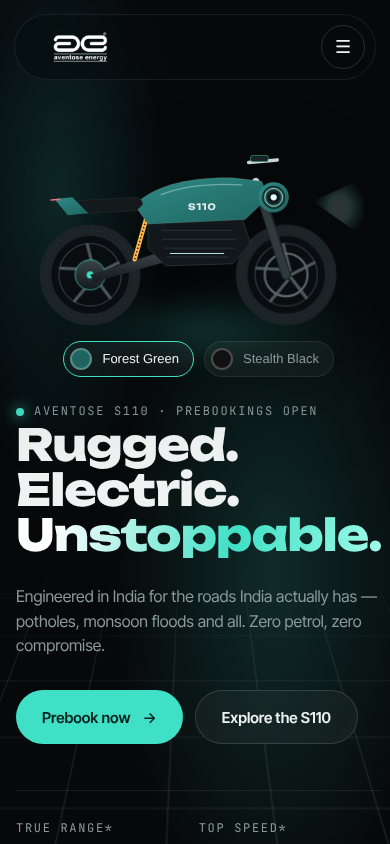 aventose energy
S110
Forest Green
Stealth Black
AVENTOSE S110 · PREBOOKINGS OPEN
Rugged.
Electric.
Unstoppable.
Engineered in India for the roads India actually has —
potholes, monsoon floods and all. Zero petrol, zero
compromise.
Prebook now →
Explore the S110
TRUE RANGE*
TOP SPEED*